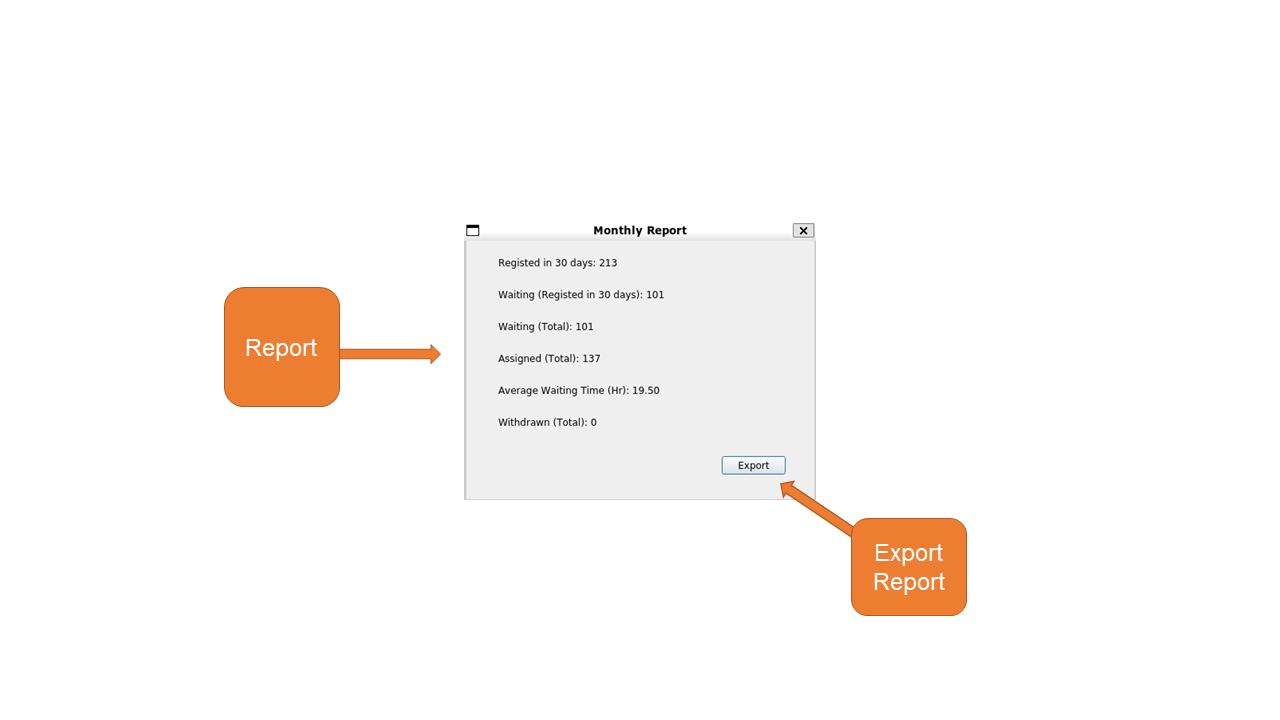 Monthly Report
Registed in 30 days: 213
Waiting (Registed in 30 days): 101
Waiting (Total): 101
Report
Assigned (Total): 137
Average Waiting Time (Hr): 19.50
Withdrawn (Total): 0
Export
Export
Report